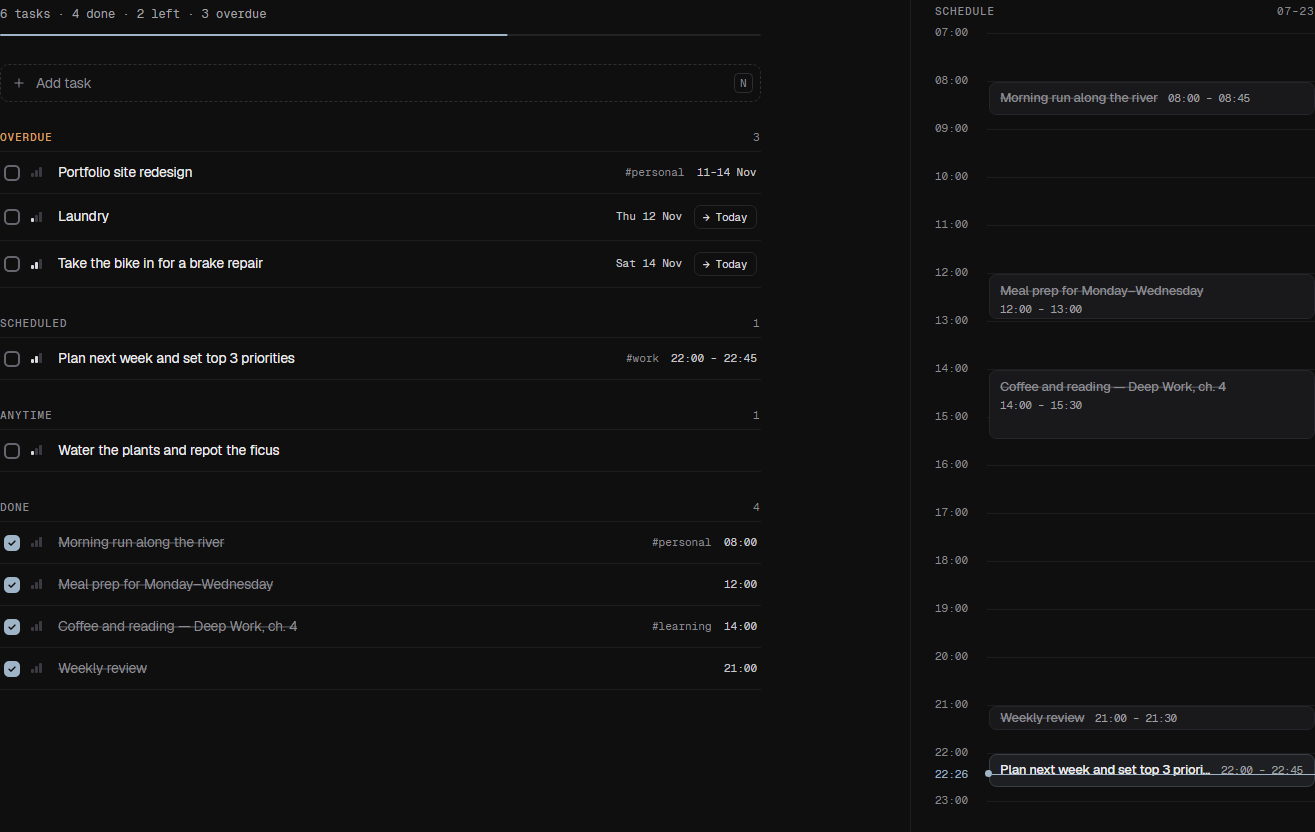 6 tasks · 4 done · 2 left · 3 overdue
+ Add task N
OVERDUE 3
Portfolio site redesign #personal 11–14 Nov
Laundry Thu 12 Nov → Today
Take the bike in for a brake repair Sat 14 Nov → Today
SCHEDULED 1
Plan next week and set top 3 priorities #work 22:00 – 22:45
ANYTIME 1
Water the plants and repot the ficus
DONE 4
Morning run along the river #personal 08:00
Meal prep for Monday–Wednesday 12:00
Coffee and reading — Deep Work, ch. 4 #learning 14:00
Weekly review 21:00
SCHEDULE 07–23
07:00
08:00
Morning run along the river 08:00 – 08:45
09:00
10:00
11:00
12:00
Meal prep for Monday–Wednesday
12:00 – 13:00
13:00
14:00
Coffee and reading — Deep Work, ch. 4
14:00 – 15:30
15:00
16:00
17:00
18:00
19:00
20:00
21:00
Weekly review 21:00 – 21:30
22:00
Plan next week and set top 3 priori… 22:00 – 22:45
22:26
23:00